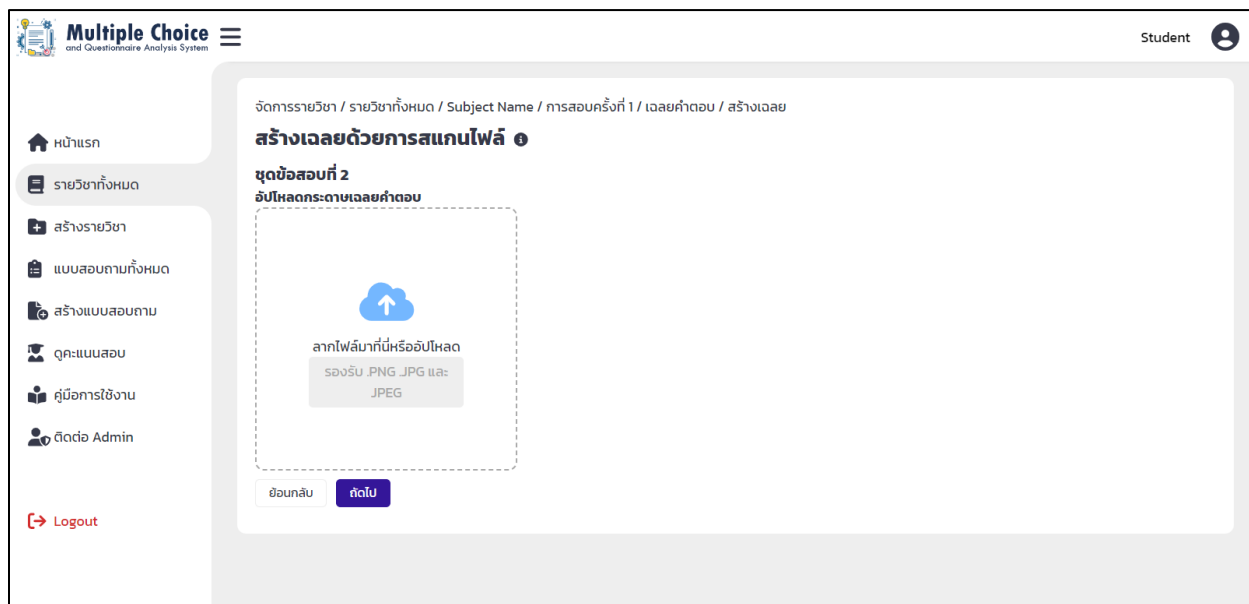 Multiple Choice
and Questionnaire Analysis System
Student
จัดการรายวิชา / รายวิชาทั้งหมด / Subject Name / การสอบครั้งที่ 1 / เฉลยคำตอบ / สร้างเฉลย
สร้างเฉลยด้วยการสแกนไฟล์
ชุดข้อสอบที่ 2
อัปโหลดกระดาษเฉลยคำตอบ
ลากไฟล์มาที่นี่หรืออัปโหลด
รองรับ .PNG .JPG และ
JPEG
ย้อนกลับ
ถัดไป
หน้าแรก
รายวิชาทั้งหมด
สร้างรายวิชา
แบบสอบถามทั้งหมด
สร้างแบบสอบถาม
ดูคะแนนสอบ
คู่มือการใช้งาน
ติดต่อ Admin
Logout